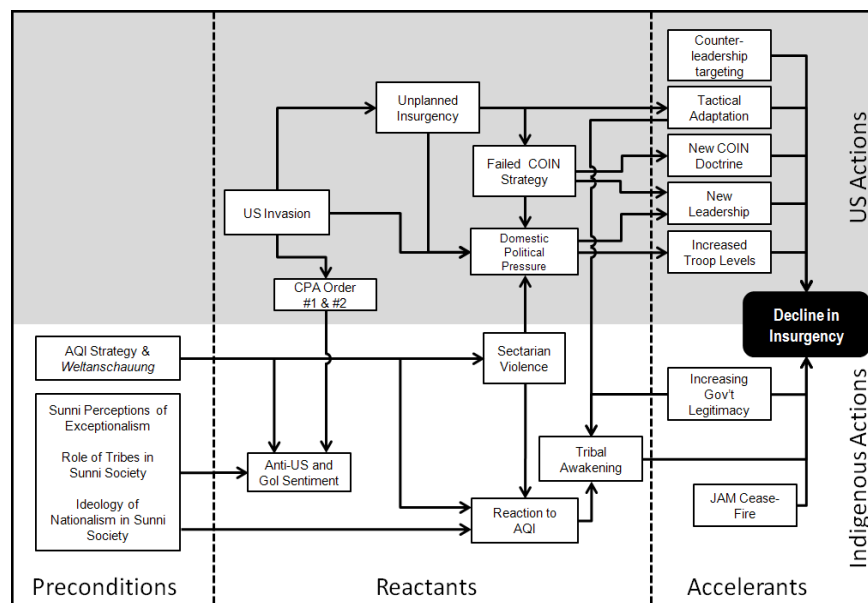 Counter-
leadership
targeting
Unplanned
Insurgency
Tactical
Adaptation
Failed COIN
Strategy
New COIN
Doctrine
US Invasion
New
Leadership
Domestic
Political
Pressure
Increased
Troop Levels
US Actions
CPA Order
#1 & #2
Decline in
Insurgency
AQI Strategy &
Weltanschauung
Sectarian
Violence
Increasing
Gov't
Legitimacy
Sunni Perceptions of
Exceptionalism
Role of Tribes in
Sunni Society
Ideology of
Nationalism in Sunni
Society
Anti-US and
GoI Sentiment
Tribal
Awakening
Reaction to
AQI
JAM Cease-
Fire
Indigenous Actions
Preconditions
Reactants
Accelerants